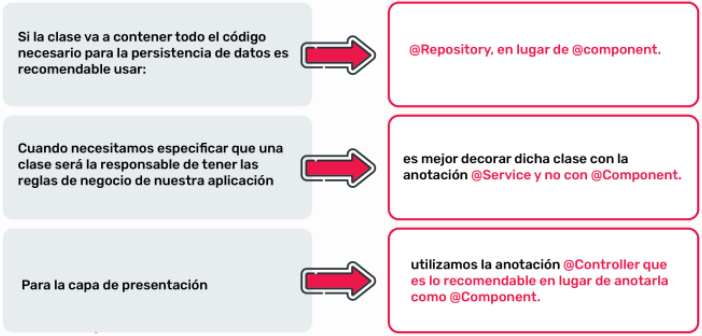 Si la clase va a contener todo el código
necesario para la persistencia de datos es
recomendable usar:
@Repository, en lugar de @component.
Cuando necesitamos especificar que una
clase será la responsable de tener las
reglas de negocio de nuestra aplicación
es mejor decorar dicha clase con la
anotación @Service y no con @Component.
Para la capa de presentación
utilizamos la anotación @Controller que
es lo recomendable en lugar de anotarla
como @Component.